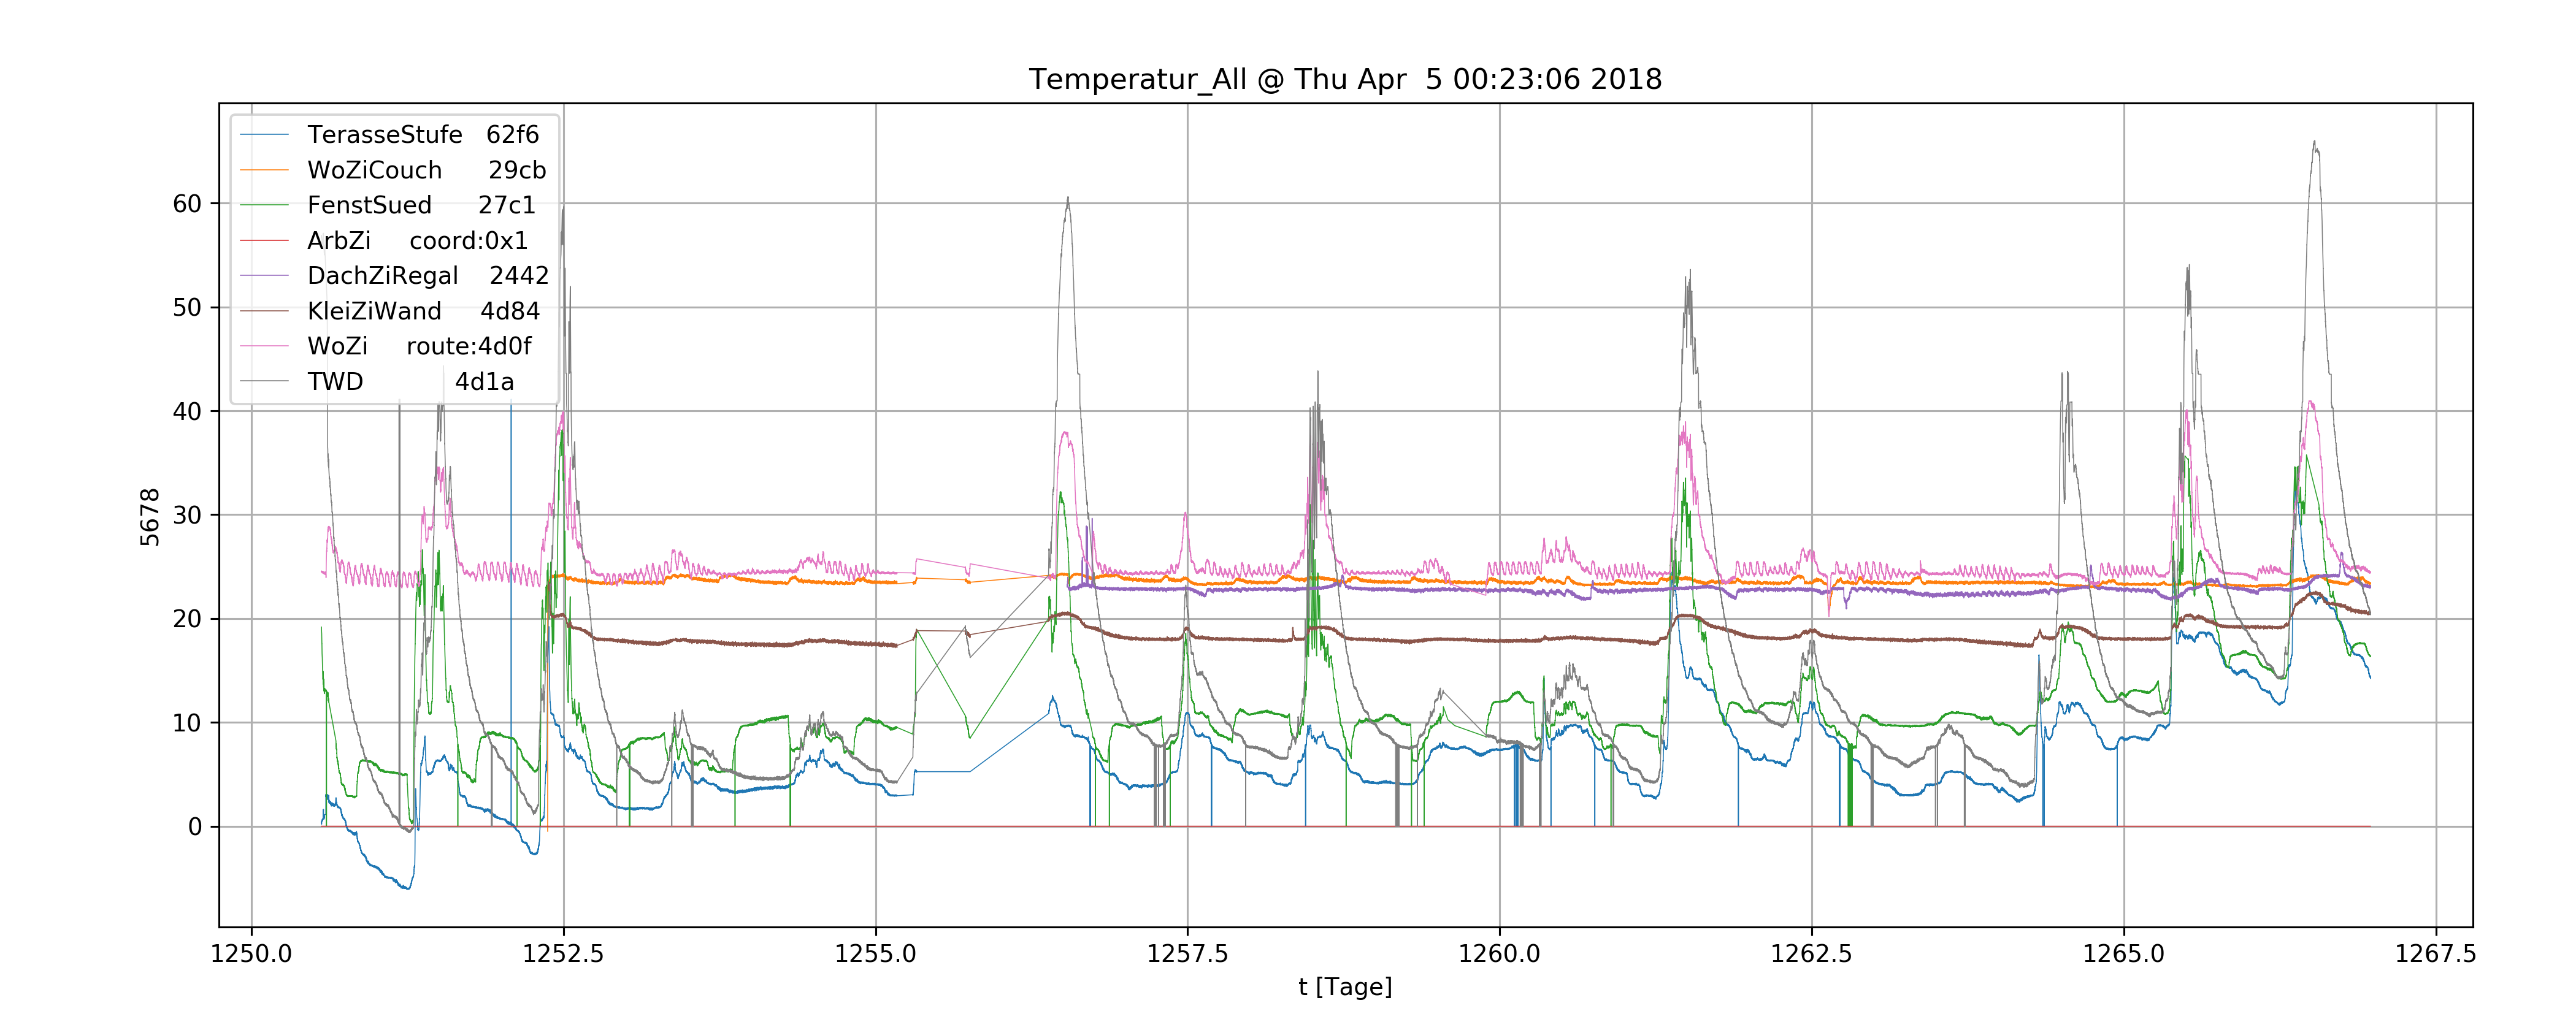 Temperatur_All @ Thu Apr  5 00:23:06 2018
TerasseStufe   62f6
WoZiCouch      29cb
FenstSued      27c1
ArbZi     coord:0x1
DachZiRegal    2442
KleiZiWand     4d84
WoZi     route:4d0f
TWD            4d1a
60
50
40
30
20
10
0
5678
1250.0 1252.5 1255.0 1257.5 1260.0 1262.5 1265.0 1267.5
t [Tage]